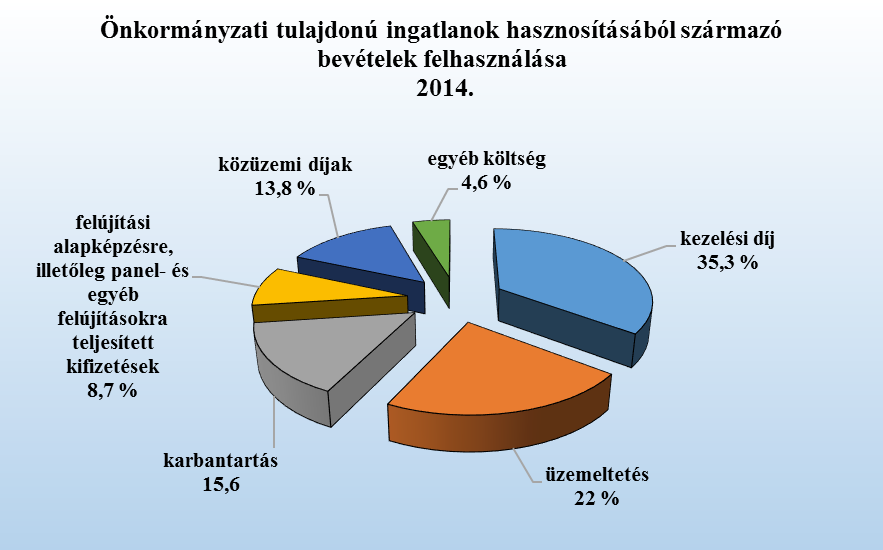 Önkormányzati tulajdonú ingatlanok hasznosításából származó
bevételek felhasználása
2014.
egyéb költség
4,6 %
közüzemi díjak
13,8 %
kezelési díj
35,3 %
felújítási
alapképzésre,
illetőleg panel- és
egyéb
felújításokra
teljesített
kifizetések
8,7 %
karbantartás
15,6
üzemeltetés
22 %